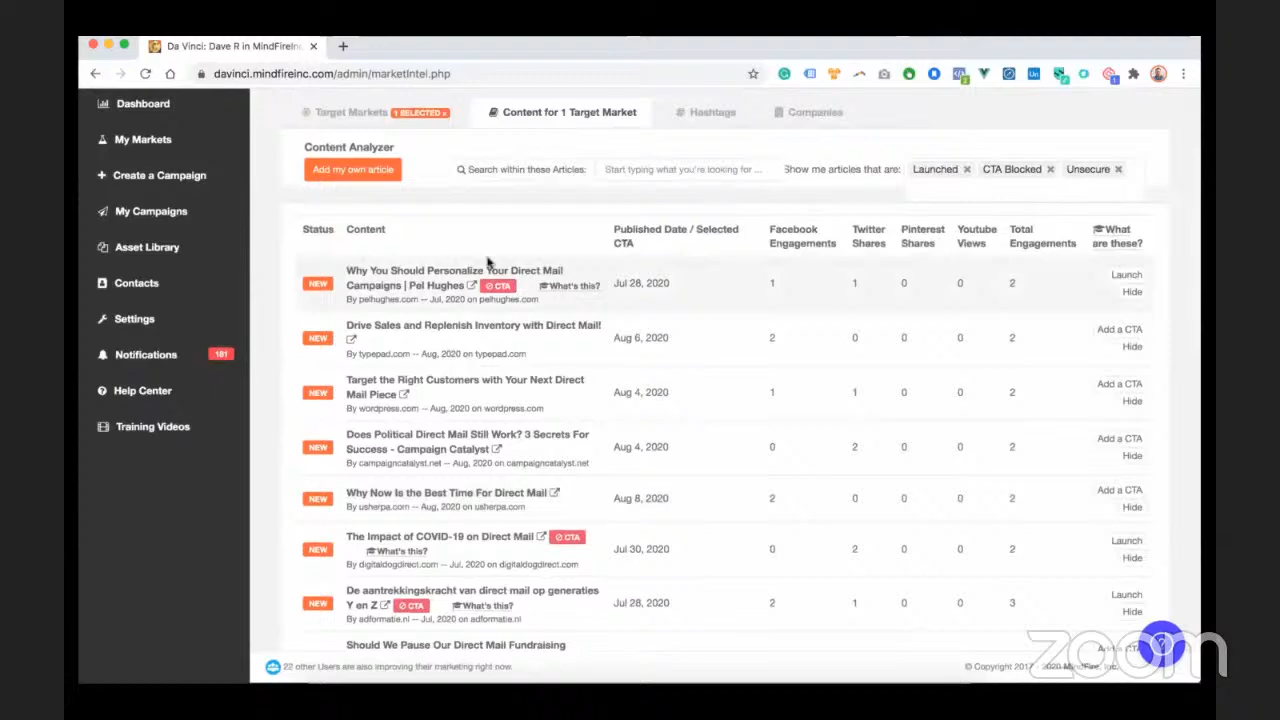 Da Vinci: Dave R in MindFireInc
davinci.mindfireinc.com/admin/marketIntel.php
Dashboard
My Markets
Create a Campaign
My Campaigns
Asset Library
Contacts
Settings
Notifications 181
Help Center
Training Videos
Target Markets 1 SELECTED »
Content for 1 Target Market
# Hashtags
Companies
Content Analyzer
Add my own article
Search within these Articles: Start typing what you're looking for ... Show me articles that are: Launched × CTA Blocked × Unsecure ×
Status Content Published Date / Selected CTA Facebook Engagements Twitter Shares Pinterest Shares Youtube Views Total Engagements What are these?
Why You Should Personalize Your Direct Mail
NEW Campaigns | Pel Hughes CTA What's this? Jul 28, 2020 1 1 0 0 2 Launch Hide
By pelhughes.com -- Jul, 2020 on pelhughes.com
Drive Sales and Replenish Inventory with Direct Mail!
NEW Aug 6, 2020 2 0 0 0 2 Add a CTA Hide
By typepad.com -- Aug, 2020 on typepad.com
Target the Right Customers with Your Next Direct
NEW Mail Piece Aug 4, 2020 1 1 0 0 2 Add a CTA Hide
By wordpress.com -- Aug, 2020 on wordpress.com
Does Political Direct Mail Still Work? 3 Secrets For
NEW Success - Campaign Catalyst Aug 4, 2020 0 2 0 0 2 Add a CTA Hide
By campaigncatalyst.net -- Aug, 2020 on campaigncatalyst.net
NEW Why Now Is the Best Time For Direct Mail Aug 8, 2020 2 0 0 0 2 Add a CTA Hide
By usherpa.com -- Aug, 2020 on usherpa.com
The Impact of COVID-19 on Direct Mail CTA
NEW What's this? Jul 30, 2020 0 2 0 0 2 Launch Hide
By digitaldogdirect.com -- Jul, 2020 on digitaldogdirect.com
De aantrekkingskracht van direct mail op generaties
NEW Y en Z CTA What's this? Jul 28, 2020 2 1 0 0 3 Launch Hide
By adformatie.nl -- Jul, 2020 on adformatie.nl
Should We Pause Our Direct Mail Fundraising Add a CTA
22 other Users are also improving their marketing right now.
© Copyright 2017 - 2020 MindFire, Inc.
zoom